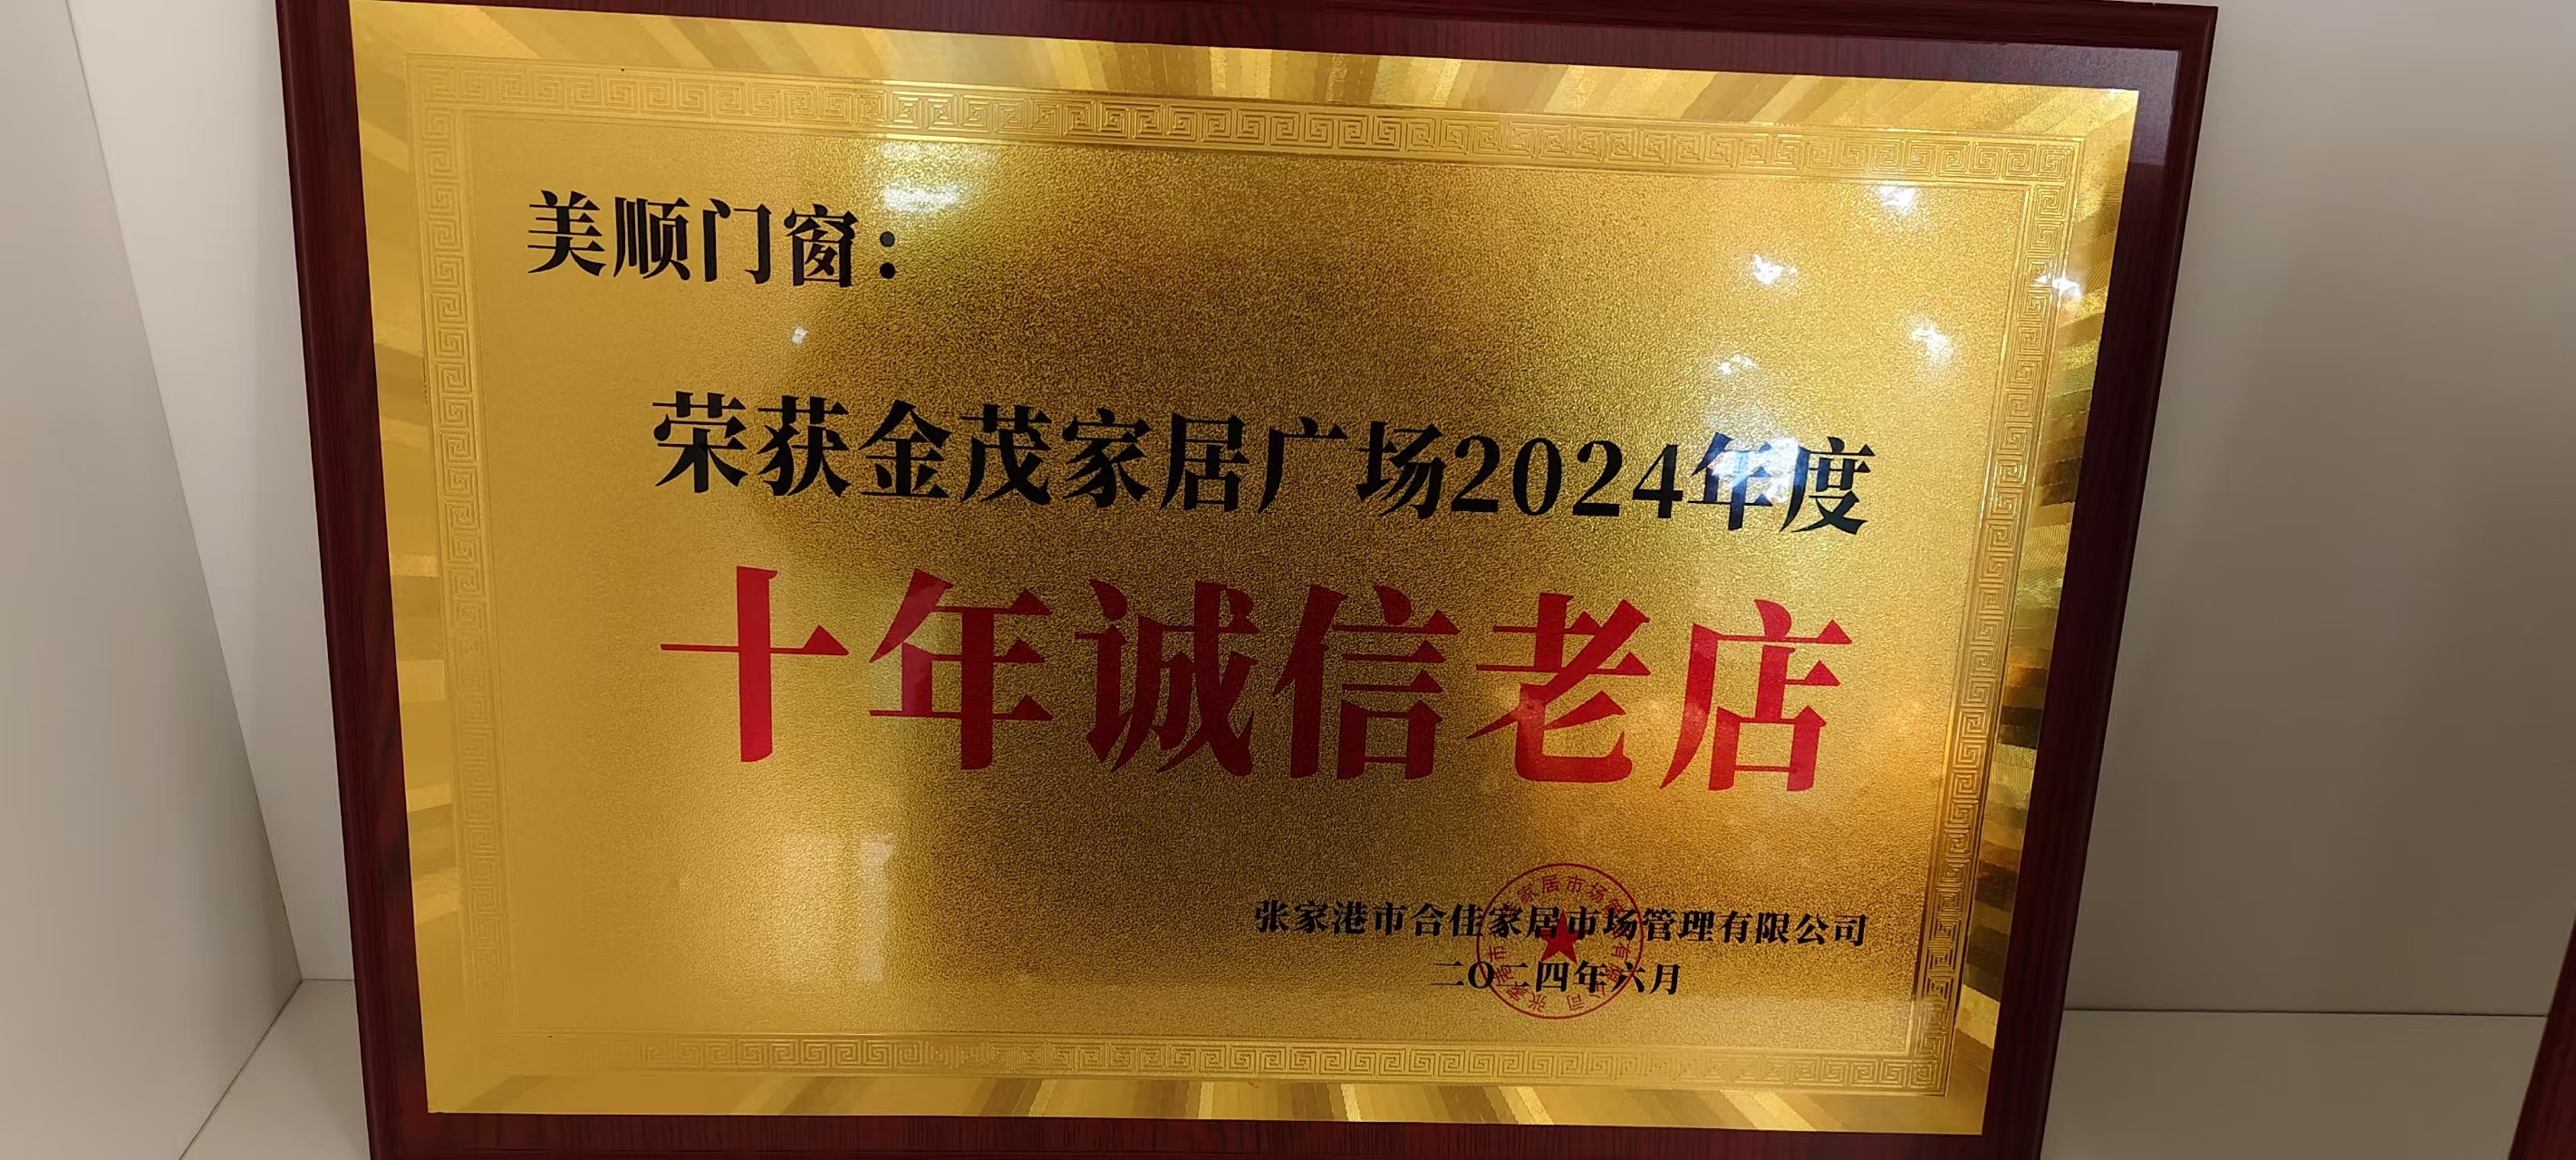 美顺门窗：
荣获金茂家居广场2024年度
十年诚信老店
张家港市合佳家居市场管理有限公司
二〇二四年六月